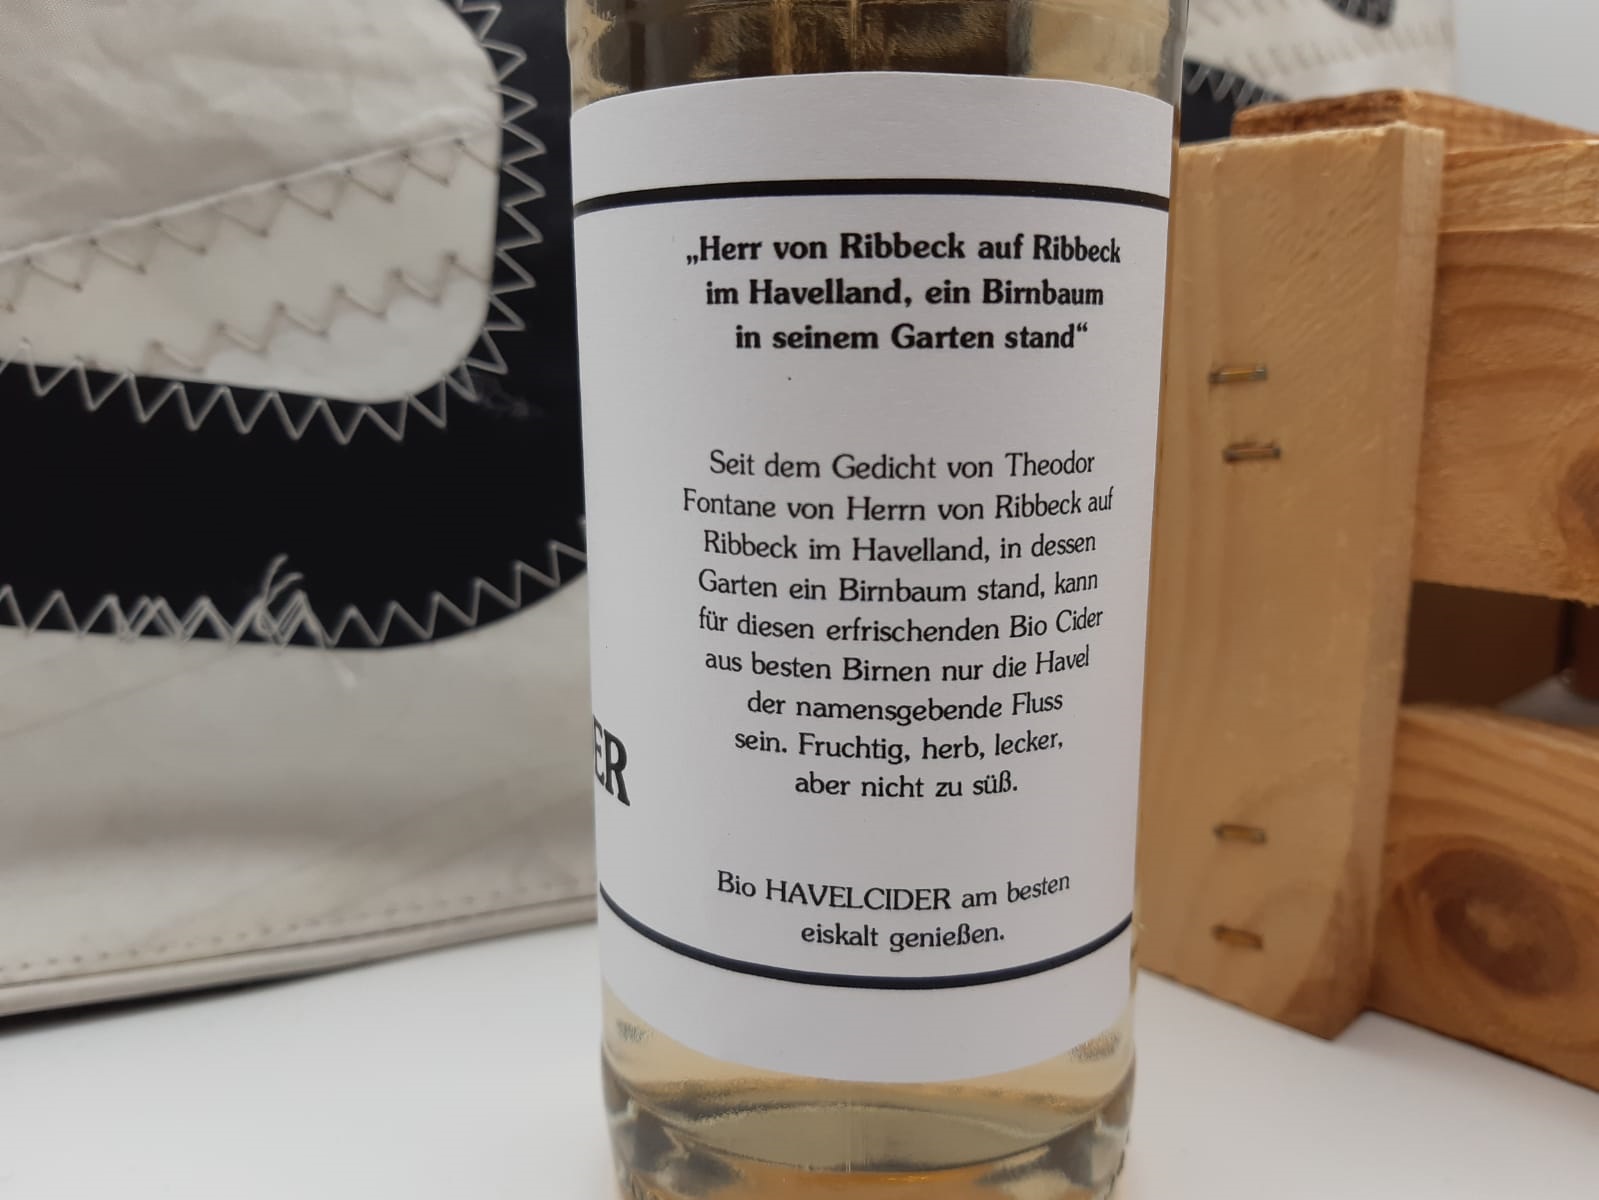 „Herr von Ribbeck auf Ribbeck
im Havelland, ein Birnbaum
in seinem Garten stand“
Seit dem Gedicht von Theodor
Fontane von Herrn von Ribbeck auf
Ribbeck im Havelland, in dessen
Garten ein Birnbaum stand, kann
für diesen erfrischenden Bio Cider
aus besten Birnen nur die Havel
der namensgebende Fluss
sein. Fruchtig, herb, lecker,
aber nicht zu süß.
ER
Bio HAVELCIDER am besten
eiskalt genießen.